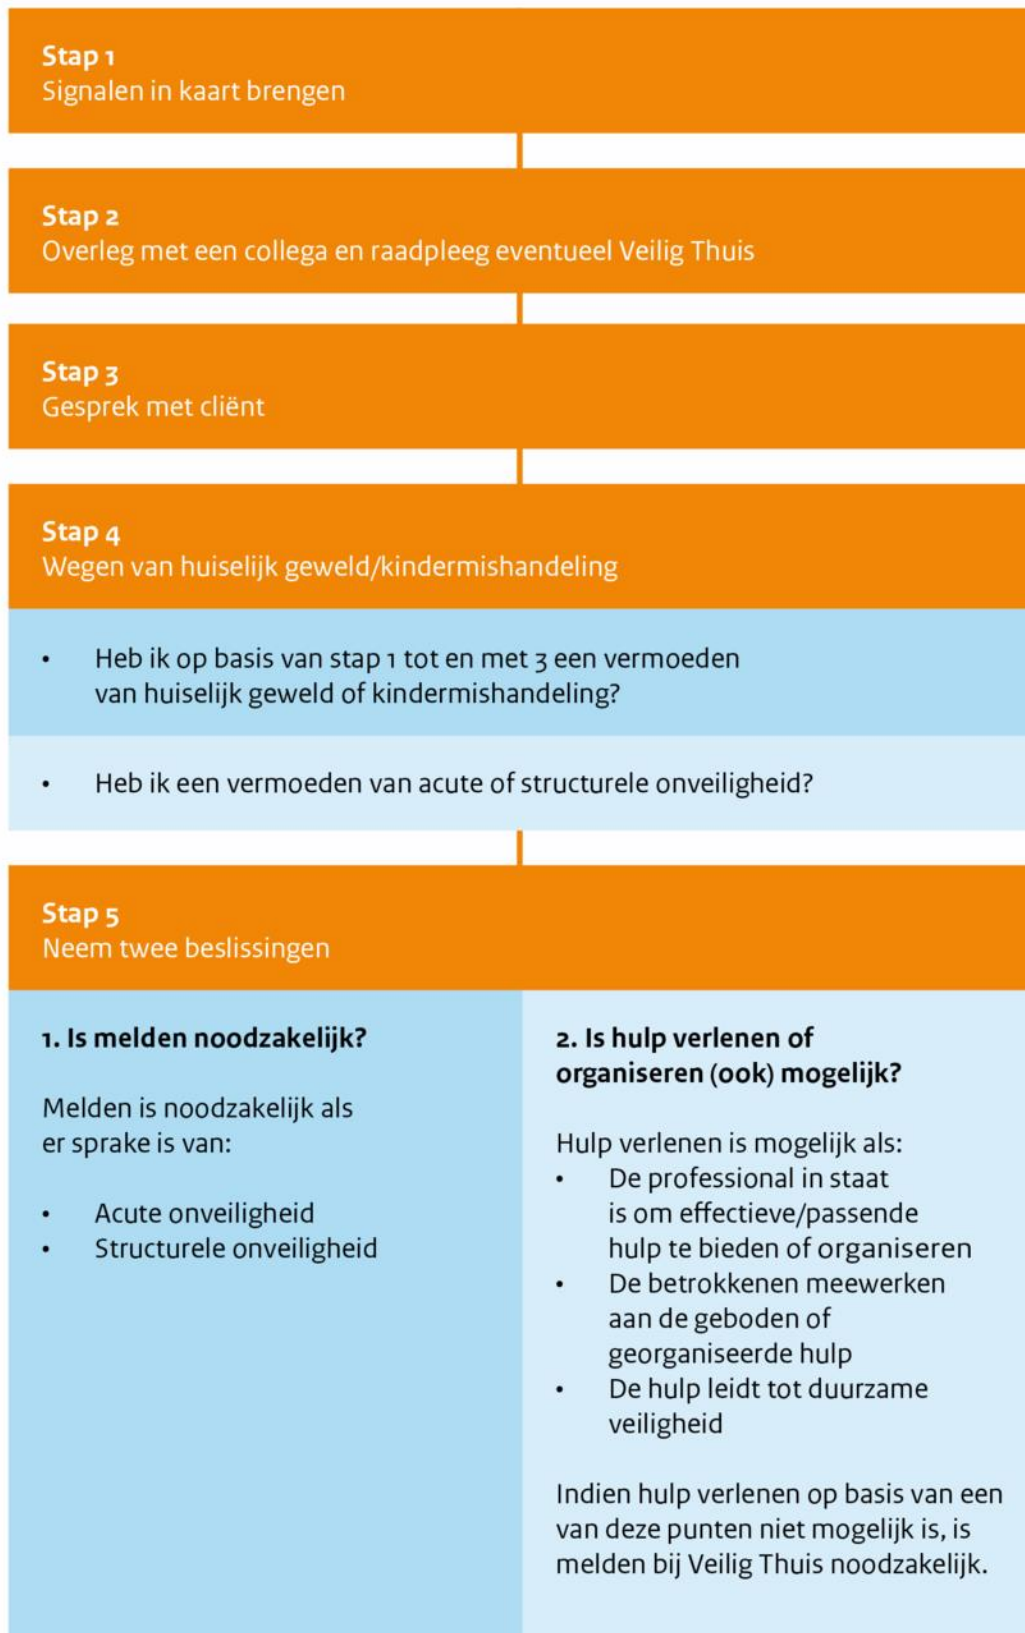 Stap 1
Signalen in kaart brengen
Stap 2
Overleg met een collega en raadpleeg eventueel Veilig Thuis
Stap 3
Gesprek met cliënt
Stap 4
Wegen van huiselijk geweld/kindermishandeling
• Heb ik op basis van stap 1 tot en met 3 een vermoeden
van huiselijk geweld of kindermishandeling?
• Heb ik een vermoeden van acute of structurele onveiligheid?
Stap 5
Neem twee beslissingen
1. Is melden noodzakelijk?
Melden is noodzakelijk als
er sprake is van:
• Acute onveiligheid
• Structurele onveiligheid
2. Is hulp verlenen of
organiseren (ook) mogelijk?
Hulp verlenen is mogelijk als:
• De professional in staat
is om effectieve/passende
hulp te bieden of organiseren
• De betrokkenen meewerken
aan de geboden of
georganiseerde hulp
• De hulp leidt tot duurzame
veiligheid
Indien hulp verlenen op basis van een
van deze punten niet mogelijk is, is
melden bij Veilig Thuis noodzakelijk.